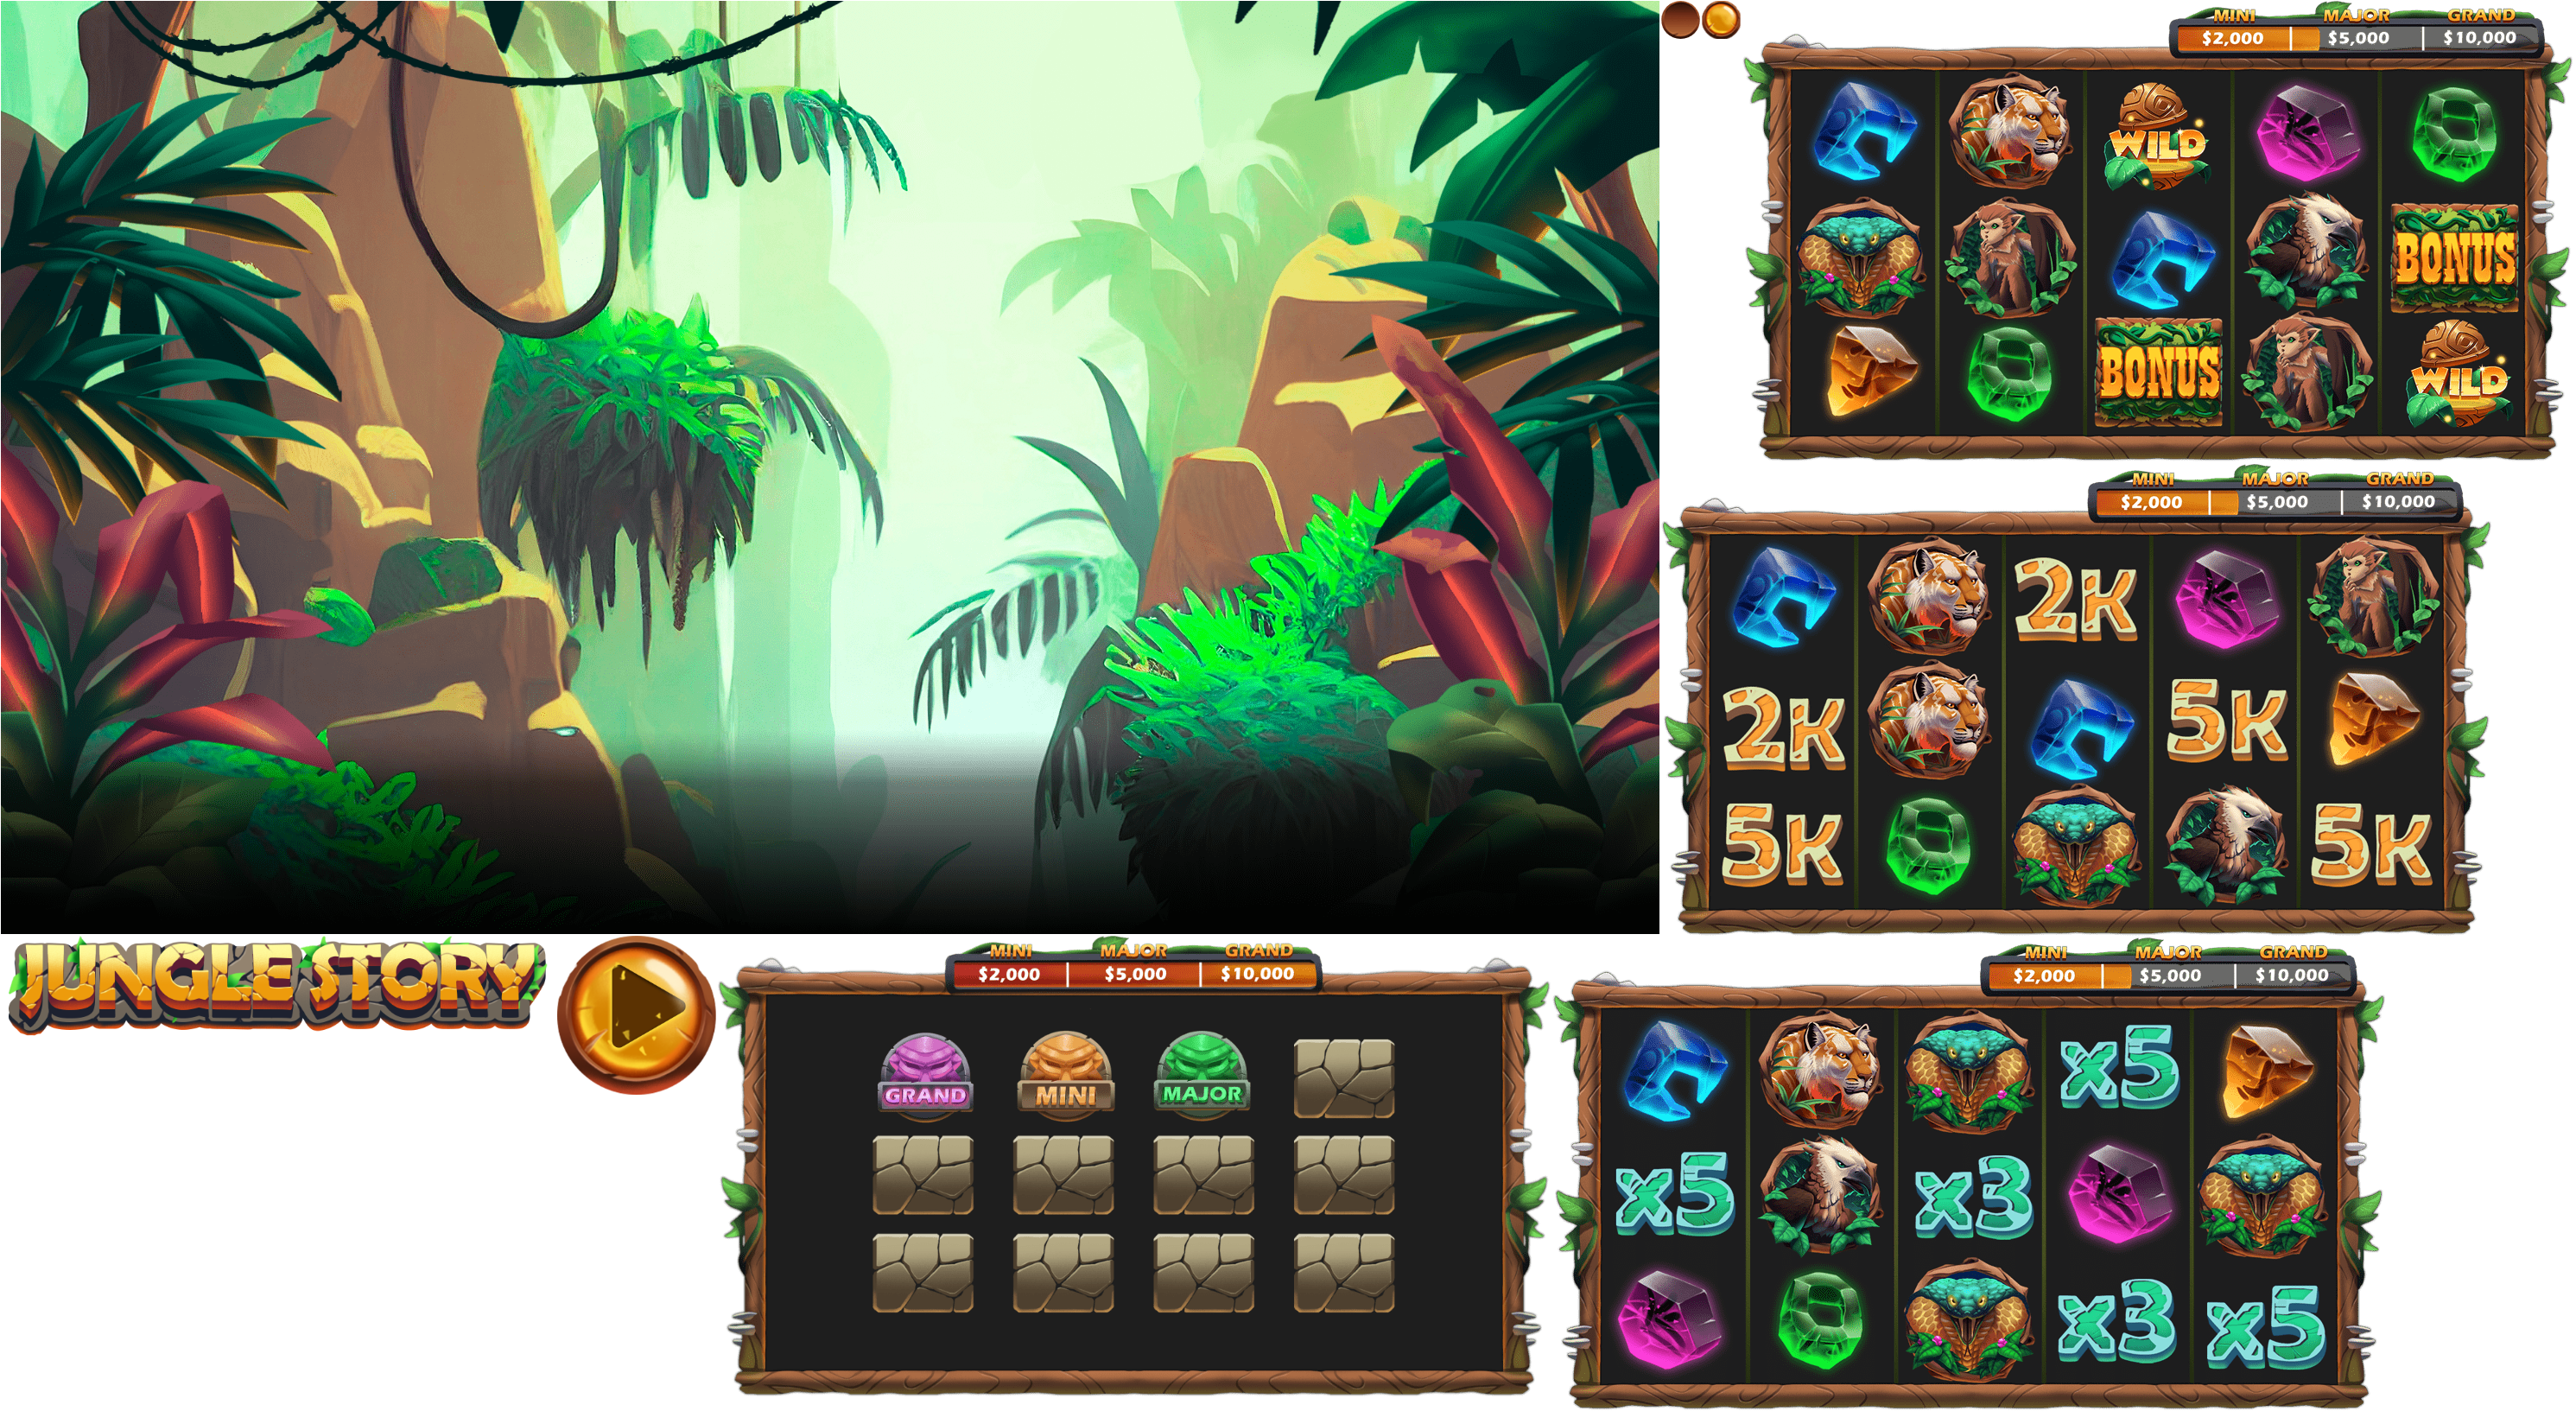 MINI MAJOR GRAND
$2,000 $5,000 $10,000
WILD
BONUS
BONUS
WILD
MINI MAJOR GRAND
$2,000 $5,000 $10,000
2K
2K
5K
5K
5K
JUNGLE STORY
MINI MAJOR GRAND
$2,000 $5,000 $10,000
GRAND
MINI
MAJOR
MINI MAJOR GRAND
$2,000 $5,000 $10,000
x5
x5
x3
x3
x5